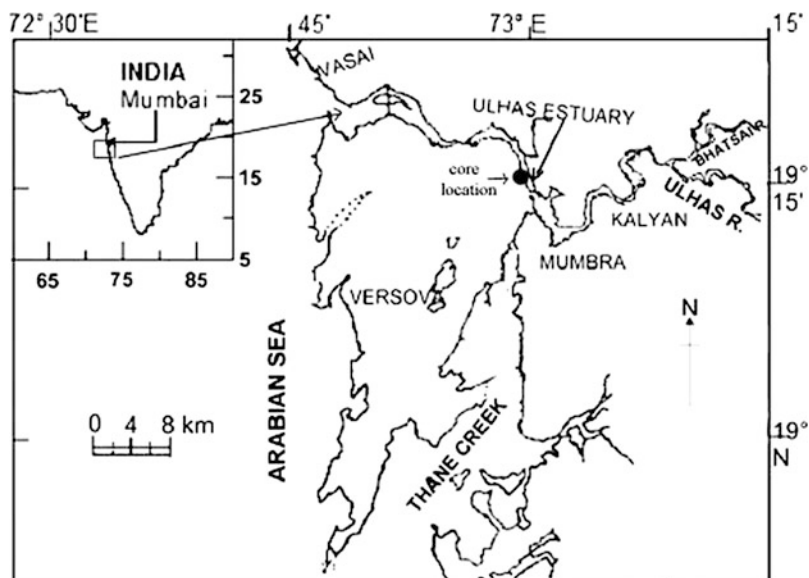 72° 30'E 45' 73° E 15'
INDIA
Mumbai
25
15
5
65 75 85
VASAI
ULHAS ESTUARY
BHATSAI R.
core
location
19°
15'
ULHAS R.
KALYAN
MUMBRA
VERSOVA
N
ARABIAN SEA
0 4 8 km
THANE CREEK
19°
N